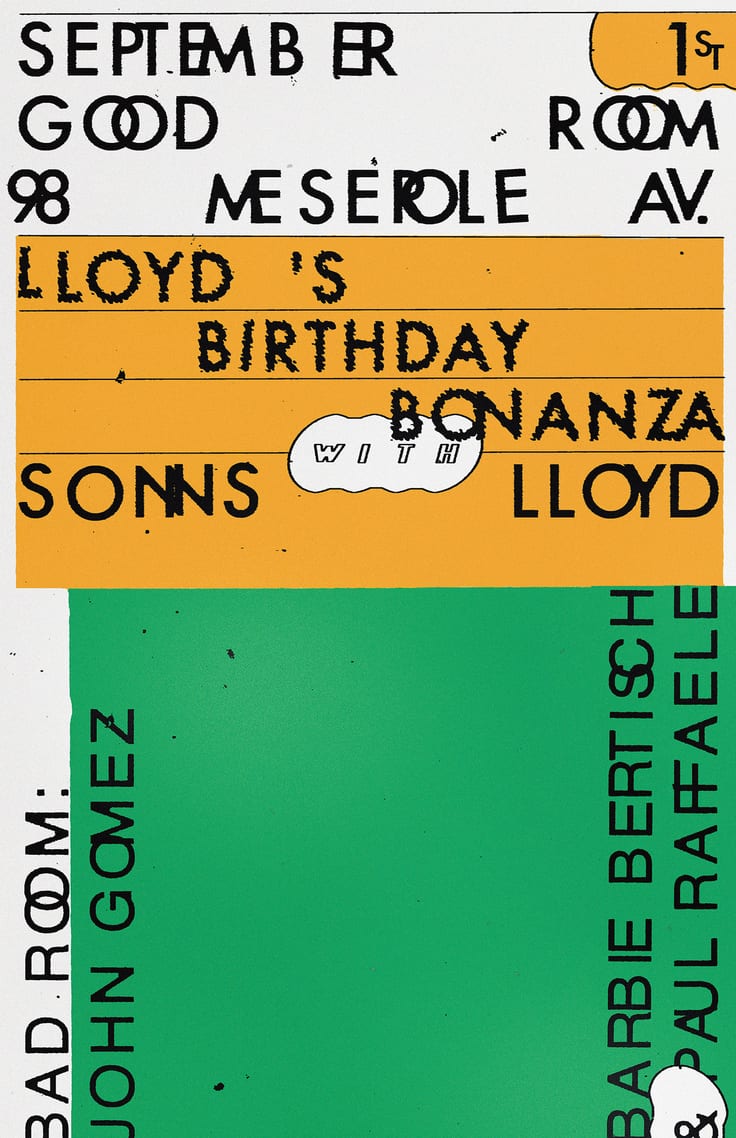 SEPTEMBER 1ST
GOOD ROOM
98 MESEROLE AV.
LLOYD'S
BIRTHDAY
BONANZA
WITH
SONNS LLOYD
BAD ROOM:
JOHN GOMEZ
BARBIE BERTISCH
&
PAUL RAFFAELE